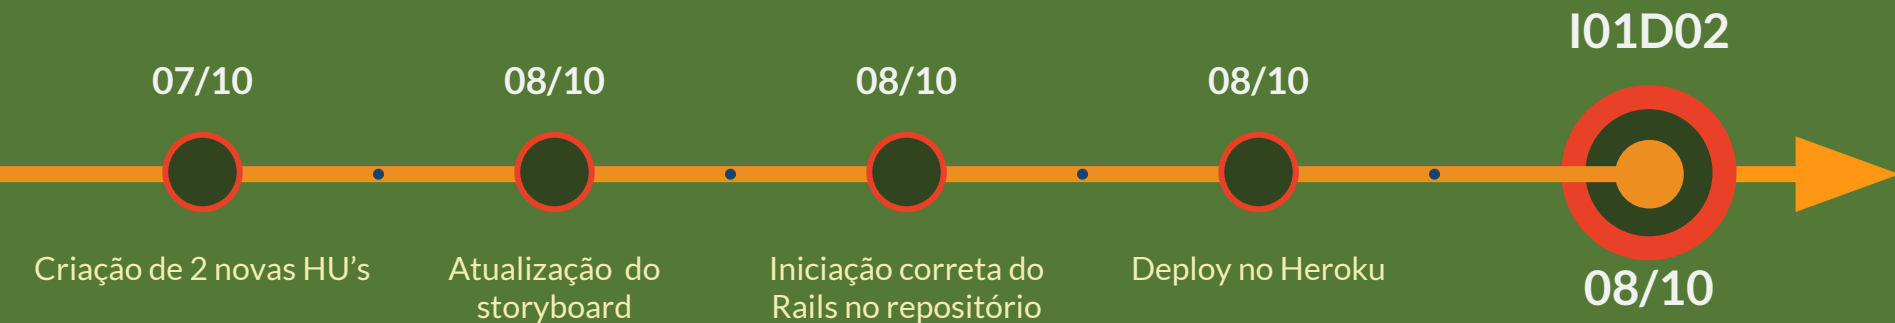 07/10
Criação de 2 novas HU's
08/10
Atualização do
storyboard
08/10
Iniciação correta do
Rails no repositório
08/10
Deploy no Heroku
I01D02
08/10